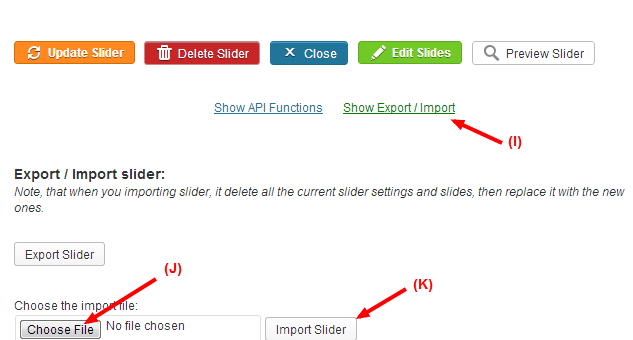 Update Slider Delete Slider Close Edit Slides Preview Slider
Show API Functions Show Export / Import
(I)
Export / Import slider:
Note, that when you importing slider, it delete all the current slider settings and slides, then replace it with the new
ones.
Export Slider
(J)
(K)
Choose the import file:
Choose File No file chosen Import Slider